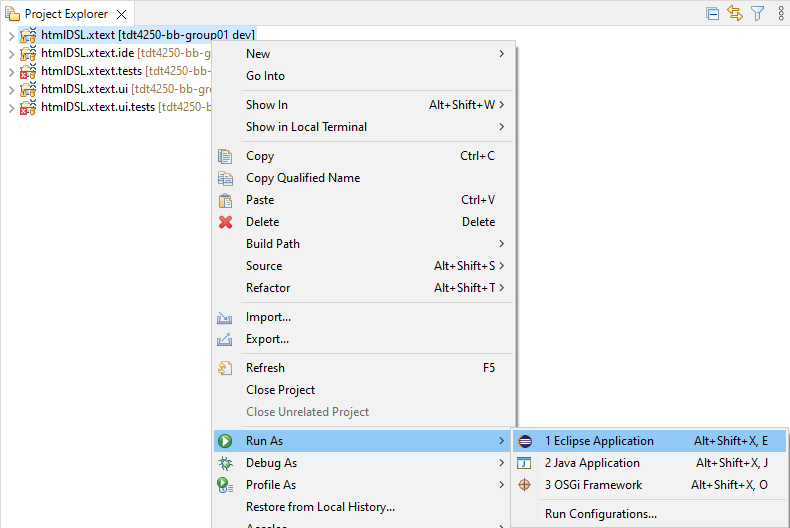 Project Explorer
htmlDSL.xtext [tdt4250-bb-group01 dev]
htmlDSL.xtext.ide [tdt4250-bb-g
htmlDSL.xtext.tests [tdt4250-bb-
htmlDSL.xtext.ui [tdt4250-bb-gr
htmlDSL.xtext.ui.tests [tdt4250-b
New
Go Into
Show In Alt+Shift+W
Show in Local Terminal
Copy Ctrl+C
Copy Qualified Name
Paste Ctrl+V
Delete Delete
Build Path
Source Alt+Shift+S
Refactor Alt+Shift+T
Import...
Export...
Refresh F5
Close Project
Close Unrelated Project
Run As
1 Eclipse Application Alt+Shift+X, E
Debug As
2 Java Application Alt+Shift+X, J
Profile As
3 OSGi Framework Alt+Shift+X, O
Restore from Local History...
Run Configurations...